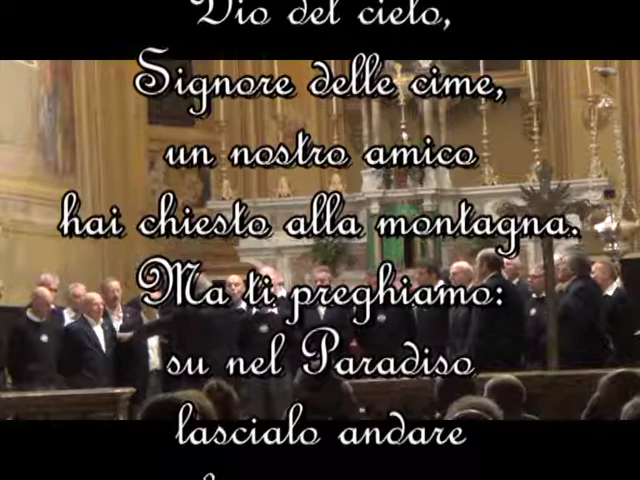 Dio del cielo,
Signore delle cime,
un nostro amico
hai chiesto alla montagna.
Ma ti preghiamo:
su nel Paradiso
lascialo andare